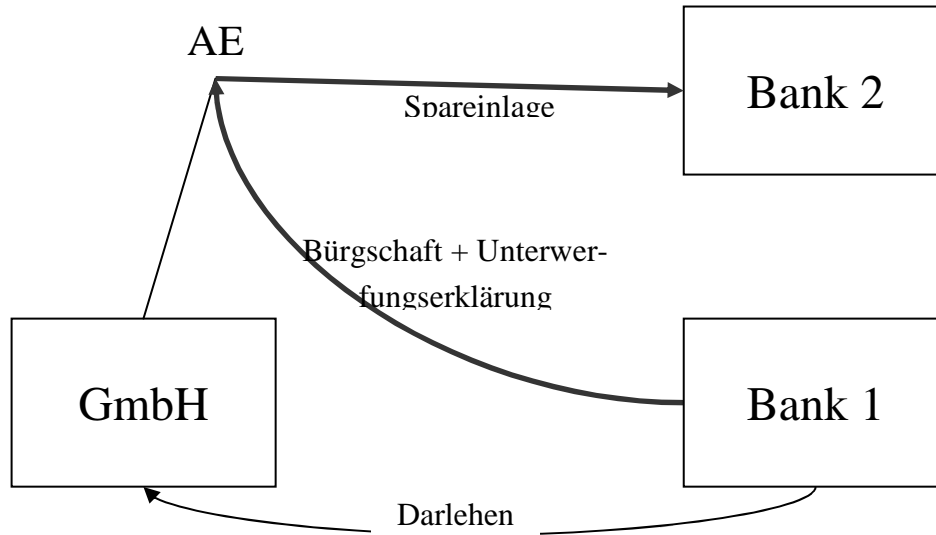 AE
Bank 2
Spareinlage
Bürgschaft + Unterwer-
fungserklärung
GmbH
Bank 1
Darlehen